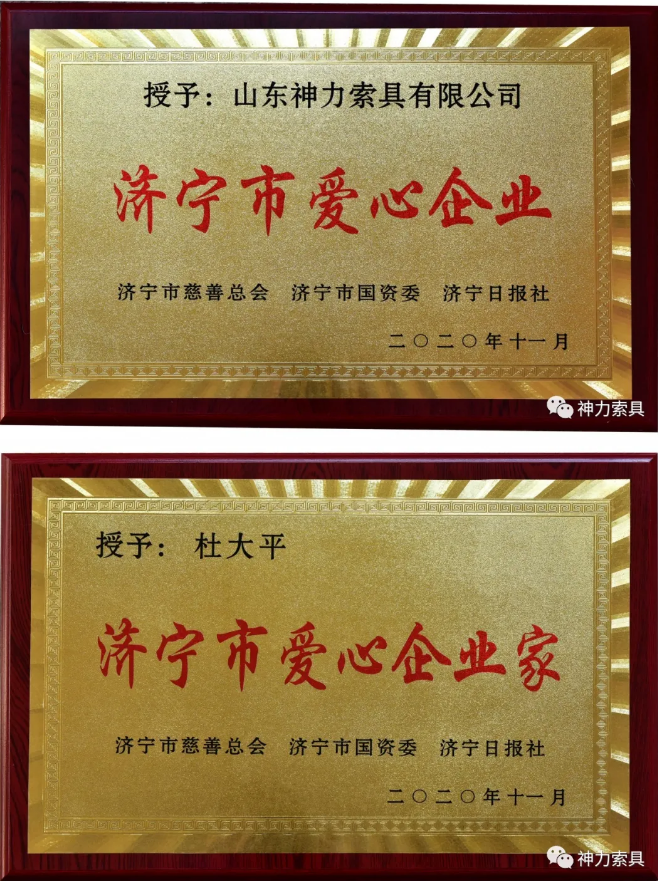 授予：山东神力索具有限公司
济宁市爱心企业
济宁市慈善总会 济宁市国资委 济宁日报社
二〇二〇年十一月
神力索具
授予： 杜大平
济宁市爱心企业家
济宁市慈善总会 济宁市国资委 济宁日报社
二〇二〇年十一月
神力索具